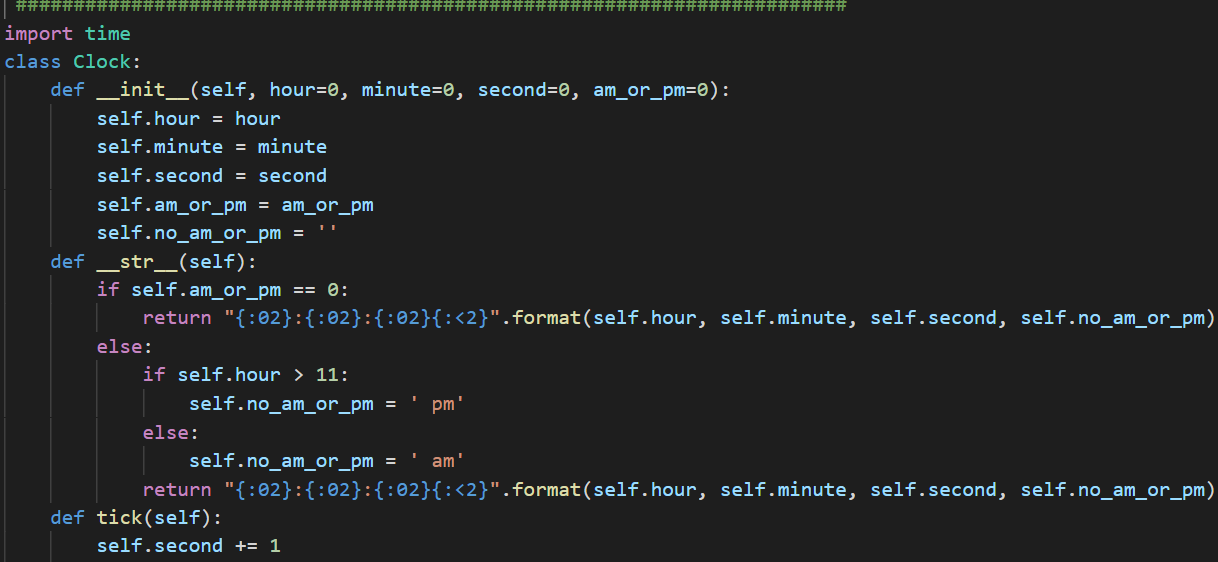 ########################################################################
import time
class Clock:
    def __init__(self, hour=0, minute=0, second=0, am_or_pm=0):
        self.hour = hour
        self.minute = minute
        self.second = second
        self.am_or_pm = am_or_pm
        self.no_am_or_pm = ''
    def __str__(self):
        if self.am_or_pm == 0:
            return "{:02}:{:02}:{:02}{:<2}".format(self.hour, self.minute, self.second, self.no_am_or_pm)
        else:
            if self.hour > 11:
                self.no_am_or_pm = ' pm'
            else:
                self.no_am_or_pm = ' am'
            return "{:02}:{:02}:{:02}{:<2}".format(self.hour, self.minute, self.second, self.no_am_or_pm)
    def tick(self):
        self.second += 1